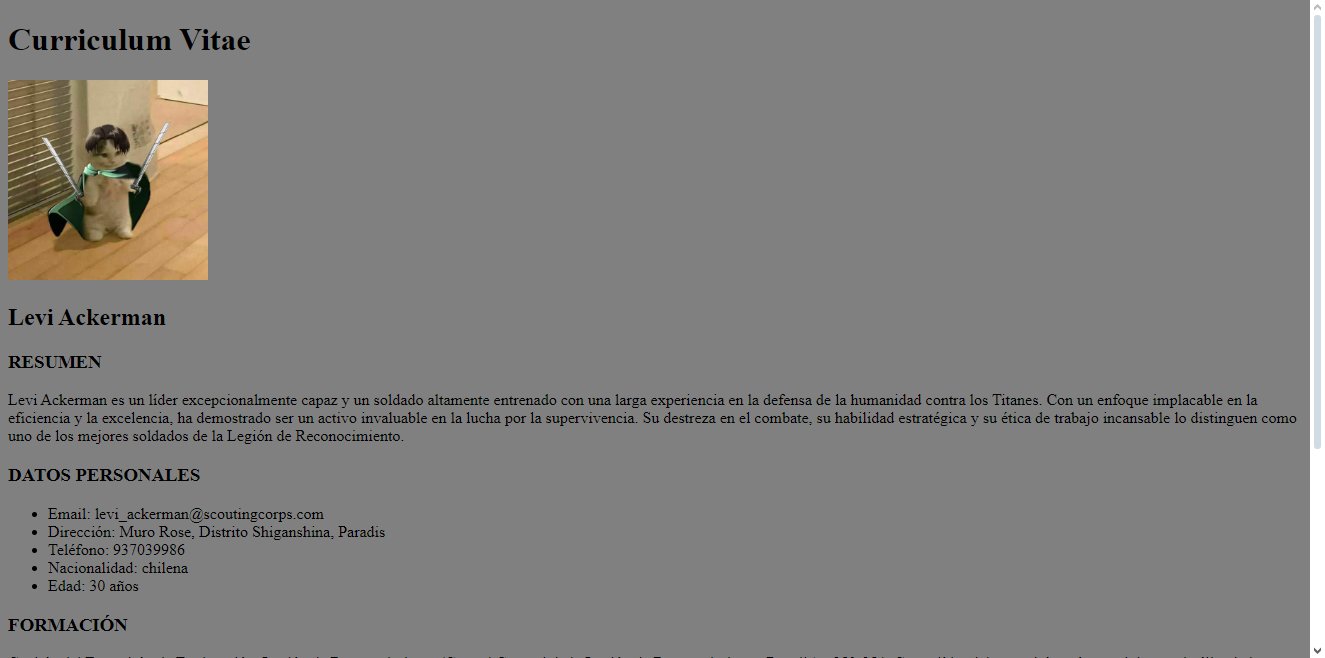 Curriculum Vitae
Levi Ackerman
RESUMEN
Levi Ackerman es un líder excepcionalmente capaz y un soldado altamente entrenado con una larga experiencia en la defensa de la humanidad contra los Titanes. Con un enfoque implacable en la
eficiencia y la excelencia, ha demostrado ser un activo invaluable en la lucha por la supervivencia. Su destreza en el combate, su habilidad estratégica y su ética de trabajo incansable lo distinguen como
uno de los mejores soldados de la Legión de Reconocimiento.
DATOS PERSONALES
• Email: levi_ackerman@scoutingcorps.com
• Dirección: Muro Rose, Distrito Shiganshina, Paradis
• Teléfono: 937039986
• Nacionalidad: chilena
• Edad: 30 años
FORMACIÓN